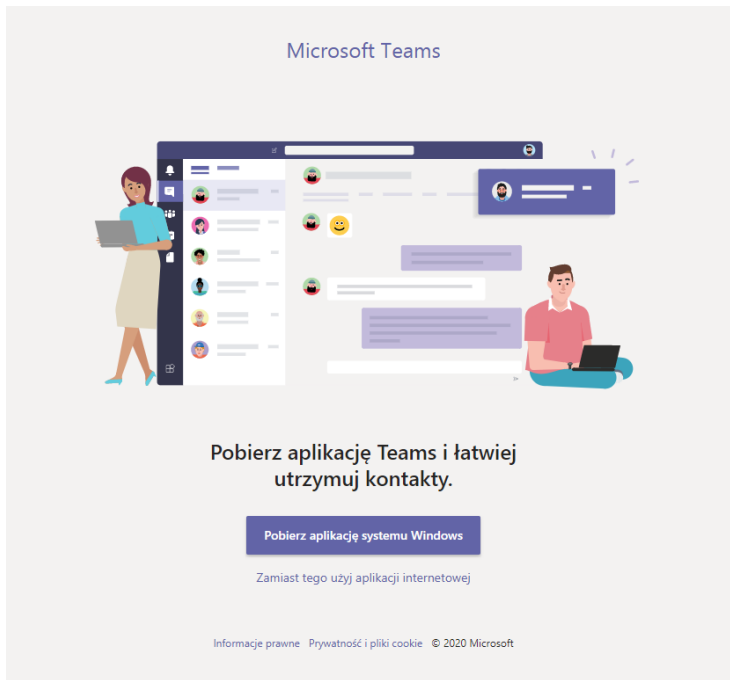 Microsoft Teams
Pobierz aplikację Teams i łatwiej
utrzymuj kontakty.
Pobierz aplikację systemu Windows
Zamiast tego użyj aplikacji internetowej
Informacje prawne Prywatność i pliki cookie © 2020 Microsoft